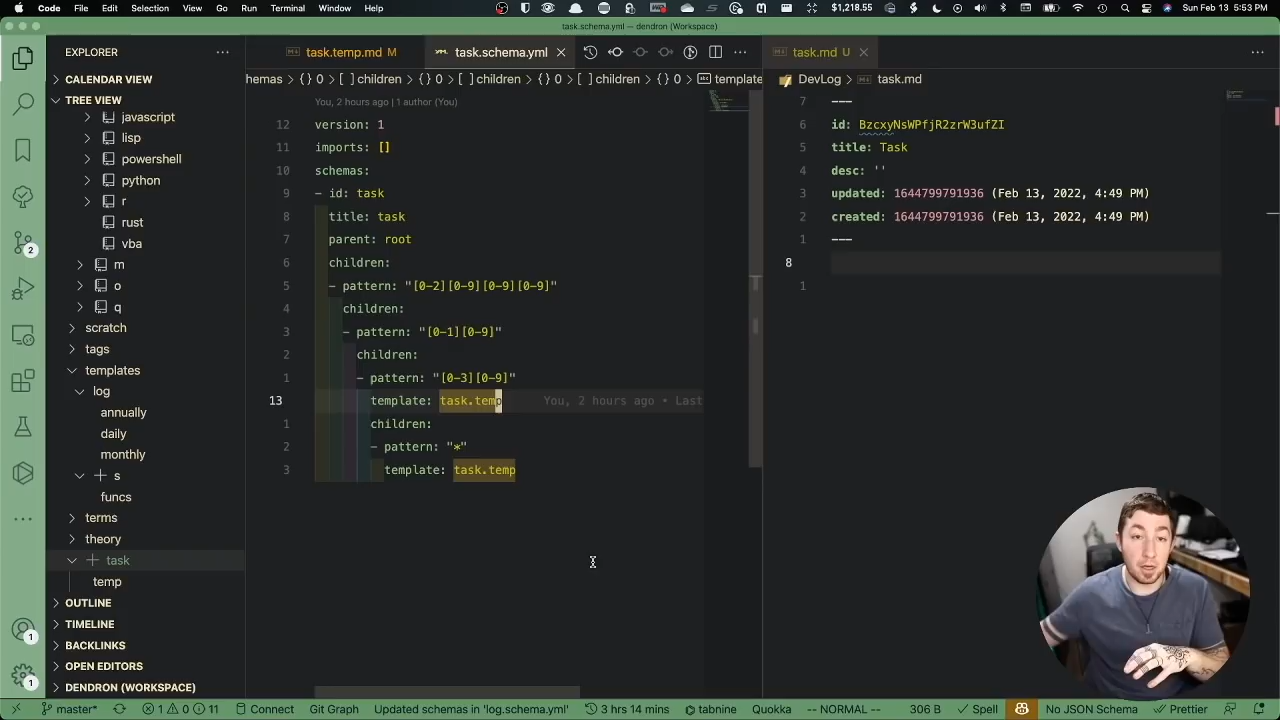 Code File Edit Selection View Go Run Terminal Window Help $1,218.55 Sun Feb 13 5:53 PM
task.schema.yml — dendron (Workspace)
EXPLORER
CALENDAR VIEW
TREE VIEW
javascript
lisp
powershell
python
r
rust
vba
m
o
q
scratch
tags
templates
log
annually
daily
monthly
s
funcs
terms
theory
task
temp
OUTLINE
TIMELINE
BACKLINKS
OPEN EDITORS
DENDRON (WORKSPACE)
2
1
1
task.temp.md M task.schema.yml
hemas > {} 0 > [ ] children > {} 0 > [ ] children > {} 0 > [ ] children > {} 0 > template
You, 2 hours ago | 1 author (You)
12 version: 1
11 imports: []
10 schemas:
9 - id: task
8 title: task
7 parent: root
6 children:
5 - pattern: "[0-2][0-9][0-9][0-9]"
4 children:
3 - pattern: "[0-1][0-9]"
2 children:
1 - pattern: "[0-3][0-9]"
13 template: task.temp You, 2 hours ago • Last
1 children:
2 - pattern: "*"
3 template: task.temp
task.md U
DevLog > task.md
7 ---
6 id: BzcxyNsWPfjR2zrW3ufZI
5 title: Task
4 desc: ''
3 updated: 1644799791936 (Feb 13, 2022, 4:49 PM)
2 created: 1644799791936 (Feb 13, 2022, 4:49 PM)
1 ---
8
1
master* 1 0 11 Connect Git Graph Updated schemas in 'log.schema.yml' 3 hrs 14 mins tabnine Quokka -- NORMAL -- 306 B Spell No JSON Schema Prettier